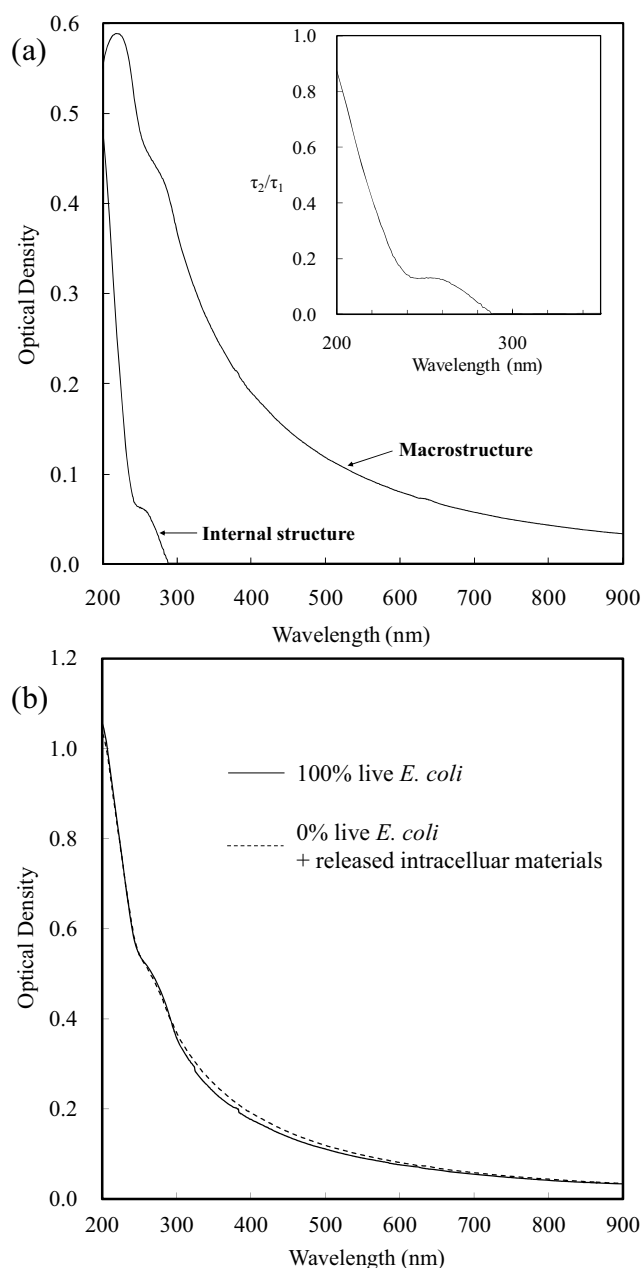 (a)
0.6
0.5
0.4
0.3
0.2
0.1
0.0
Optical Density
200 300 400 500 600 700 800 900
Wavelength (nm)
Macrostructure
Internal structure
1.0
0.8
0.6
0.4
0.2
0.0
τ2/τ1
200 300
Wavelength (nm)
(b)
1.2
1.0
0.8
0.6
0.4
0.2
0.0
Optical Density
100% live E. coli
0% live E. coli
+ released intracelluar materials
200 300 400 500 600 700 800 900
Wavelength (nm)